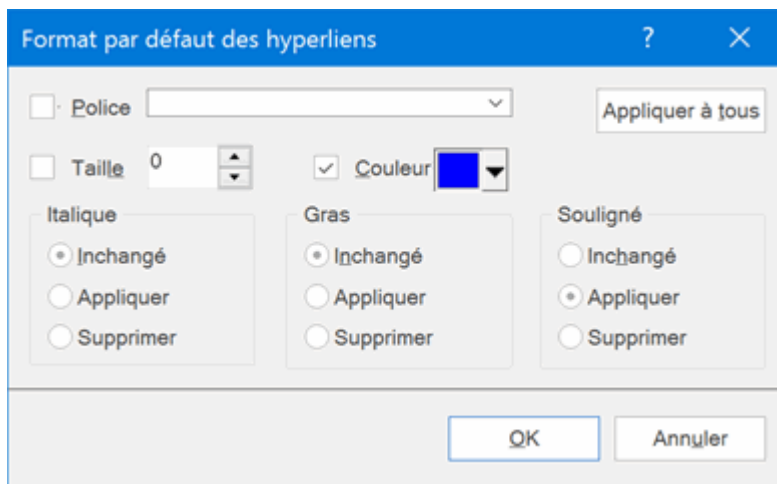 Format par défaut des hyperliens ?
Police Appliquer à tous
Taille 0 Couleur
Italique Gras Souligné
Inchangé Inchangé Inchangé
Appliquer Appliquer Appliquer
Supprimer Supprimer Supprimer
OK Annuler